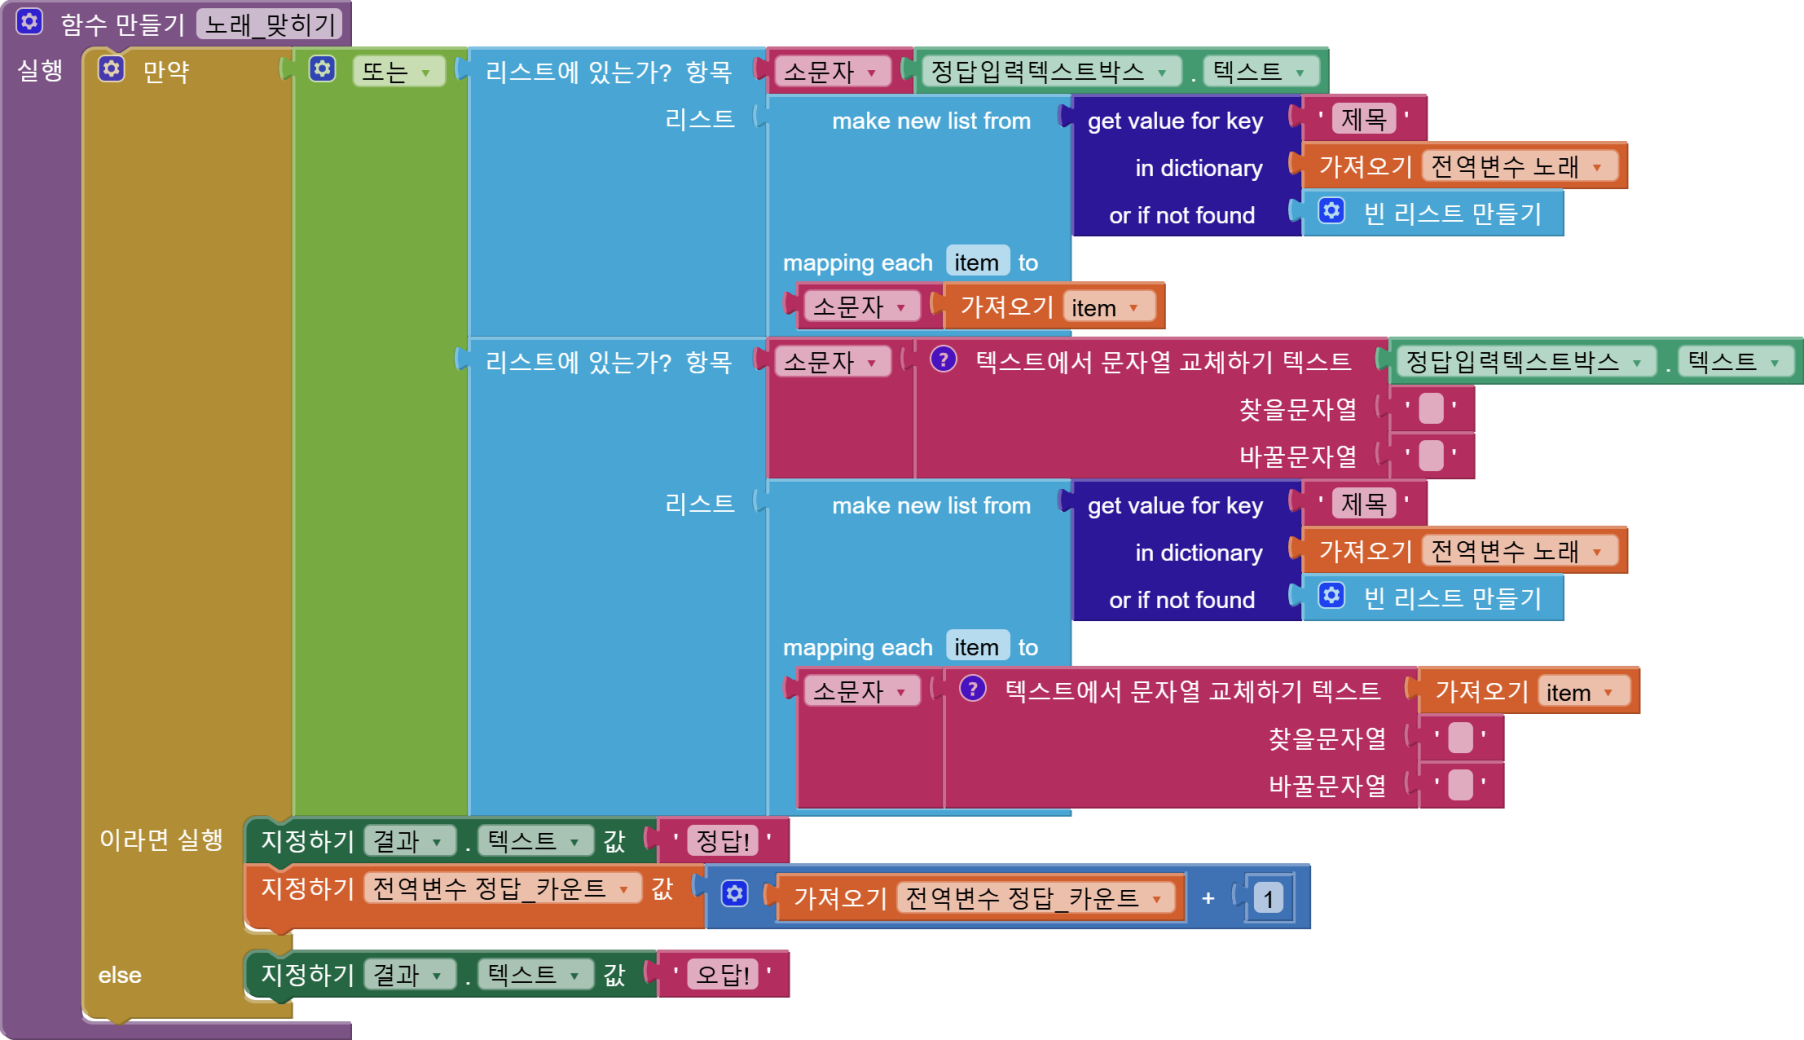 함수 만들기 노래_맞히기
실행 만약 또는 리스트에 있는가? 항목 소문자 정답입력텍스트박스 . 텍스트
리스트 make new list from get value for key ' 제목 '
in dictionary 가져오기 전역변수 노래
or if not found 빈 리스트 만들기
mapping each item to
소문자 가져오기 item
리스트에 있는가? 항목 소문자 ? 텍스트에서 문자열 교체하기 텍스트 정답입력텍스트박스 . 텍스트
찾을문자열 ' '
바꿀문자열 ' '
리스트 make new list from get value for key ' 제목 '
in dictionary 가져오기 전역변수 노래
or if not found 빈 리스트 만들기
mapping each item to
소문자 ? 텍스트에서 문자열 교체하기 텍스트 가져오기 item
찾을문자열 ' '
바꿀문자열 ' '
이라면 실행 지정하기 결과 . 텍스트 값 ' 정답! '
지정하기 전역변수 정답_카운트 값 가져오기 전역변수 정답_카운트 + 1
else 지정하기 결과 . 텍스트 값 ' 오답! '